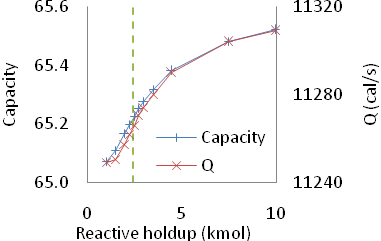 65.6
65.4
65.2
65.0
Capacity
11320
11280
11240
Q (cal/s)
Capacity
Q
0 5 10
Reactive holdup (kmol)